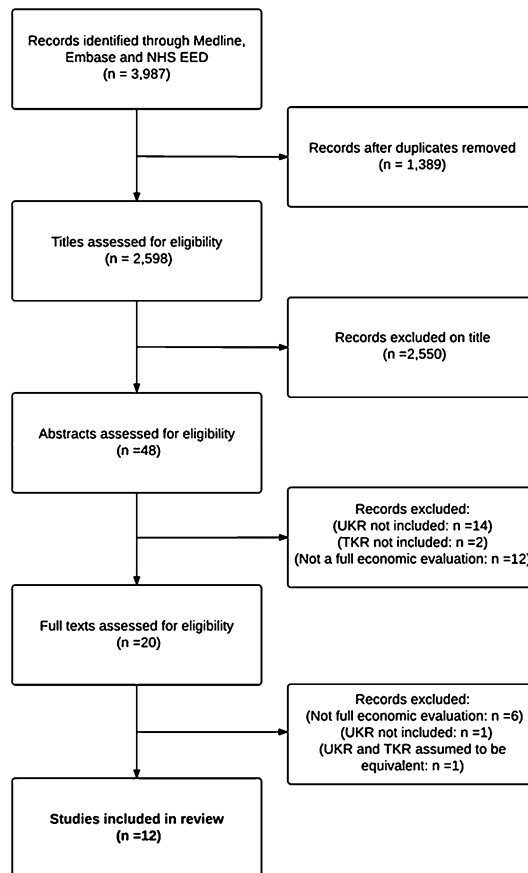 Records identified through Medline,
Embase and NHS EED
(n = 3,987)
Records after duplicates removed
(n = 1,389)
Titles assessed for eligibility
(n = 2,598)
Records excluded on title
(n =2,550)
Abstracts assessed for eligibility
(n =48)
Records excluded:
(UKR not included: n =14)
(TKR not included: n =2)
(Not a full economic evaluation: n =12)
Full texts assessed for eligibility
(n =20)
Records excluded:
(Not full economic evaluation: n =6)
(UKR not included: n =1)
(UKR and TKR assumed to be
equivalent: n =1)
Studies included in review
(n =12)